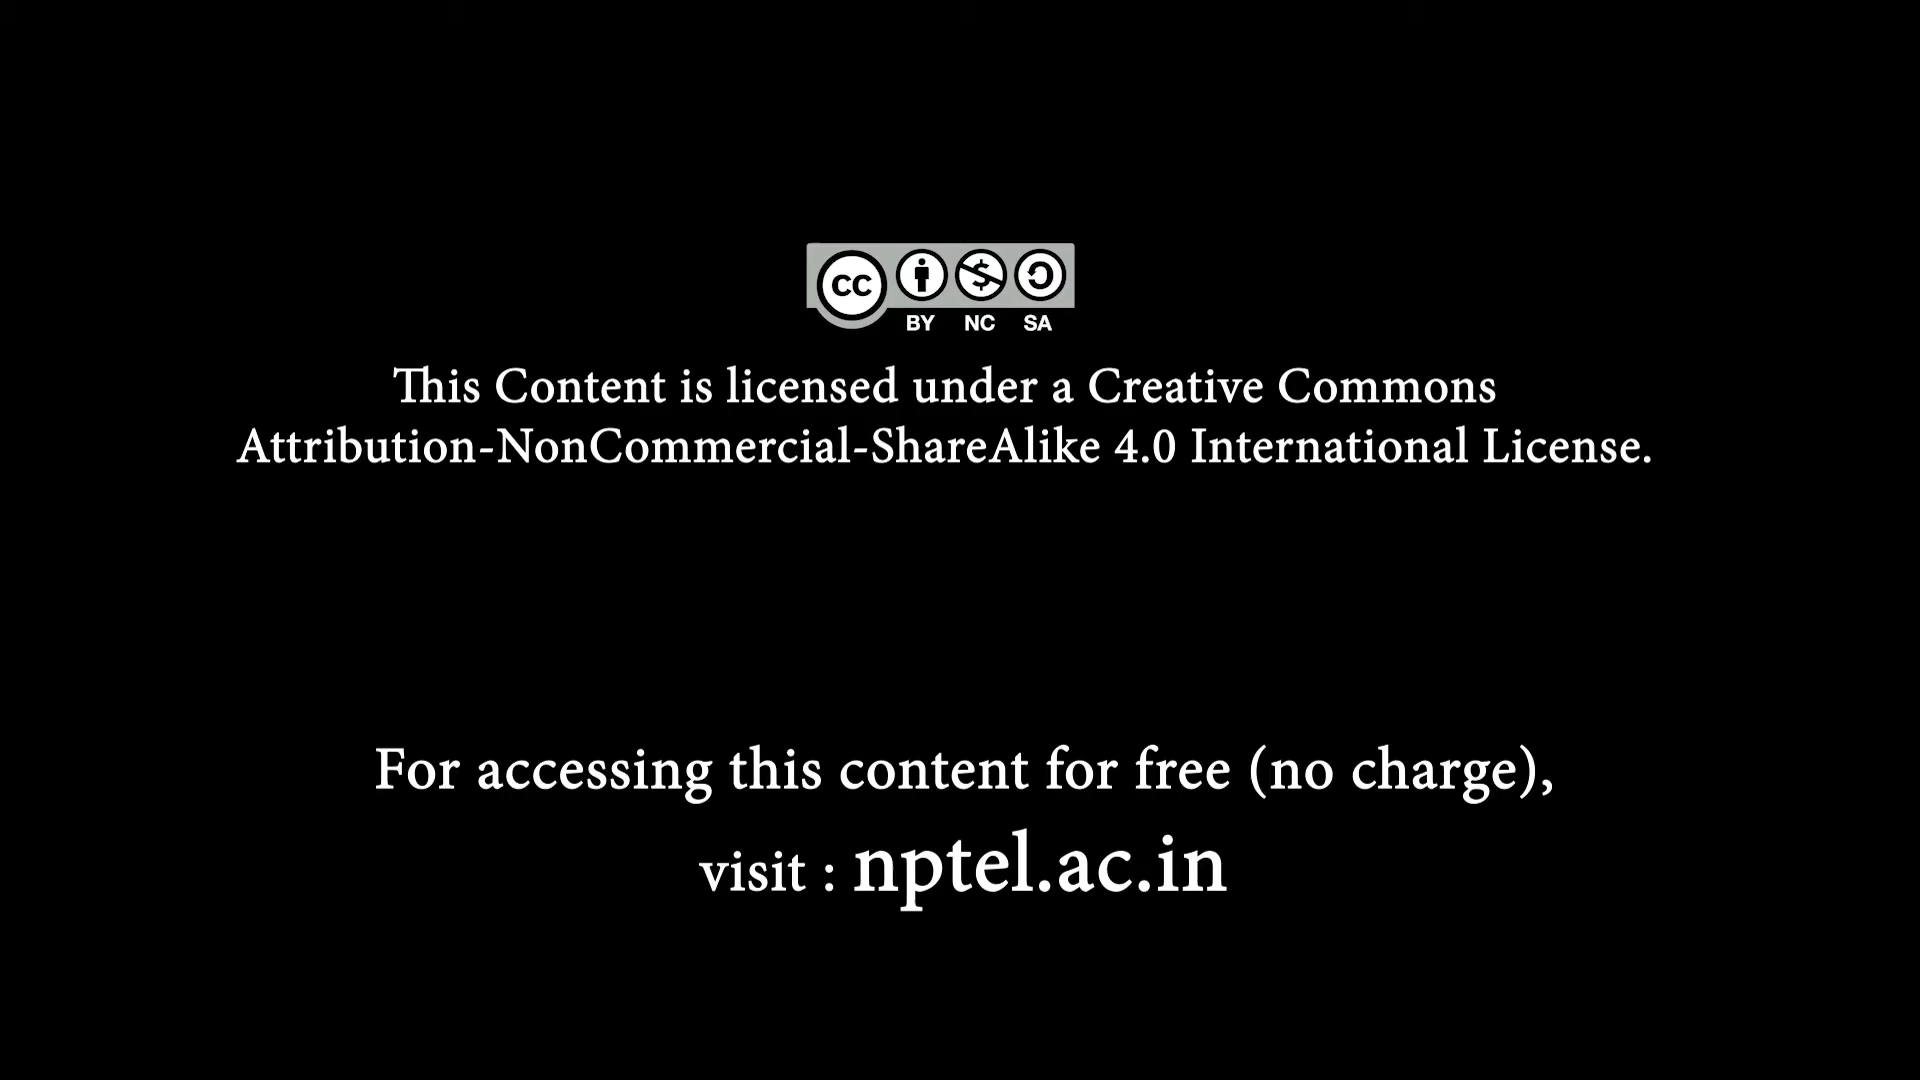 CC BY NC SA
This Content is licensed under a Creative Commons
Attribution-NonCommercial-ShareAlike 4.0 International License.
For accessing this content for free (no charge),
visit : nptel.ac.in